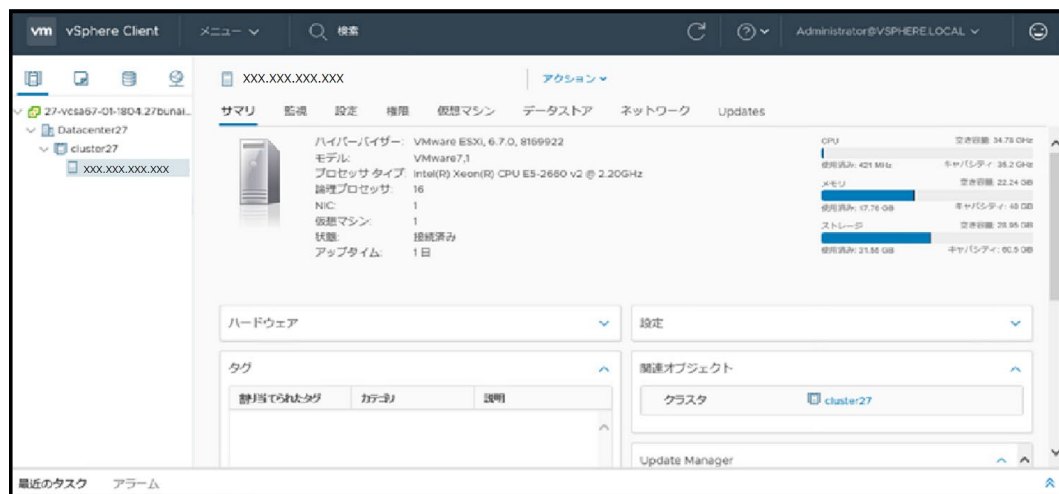 vm vSphere Client メニュー 検索 Administrator@VSPHERE.LOCAL
XXX.XXX.XXX.XXX アクション
27-vcsa67-01-1804.27bunai...
Datacenter27
cluster27
XXX.XXX.XXX.XXX
サマリ 監視 設定 権限 仮想マシン データストア ネットワーク Updates
ハイパーバイザー: VMware ESXi, 6.7.0, 8169922
モデル: VMware7,1
プロセッサ タイプ: Intel(R) Xeon(R) CPU E5-2680 v2 @ 2.20GHz
論理プロセッサ: 16
NIC: 1
仮想マシン: 1
状態: 接続済み
アップタイム: 1 日
CPU 空き容量: 34.78 GHz
使用済み: 421 MHz キャパシティ: 35.2 GHz
メモリ 空き容量: 22.24 GB
使用済み: 17.76 GB キャパシティ: 40 GB
ストレージ 空き容量: 28.95 GB
使用済み: 31.55 GB キャパシティ: 60.5 GB
ハードウェア
設定
タグ
割り当てられたタグ カテゴリ 説明
関連オブジェクト
クラスタ cluster27
Update Manager
最近のタスク アラーム